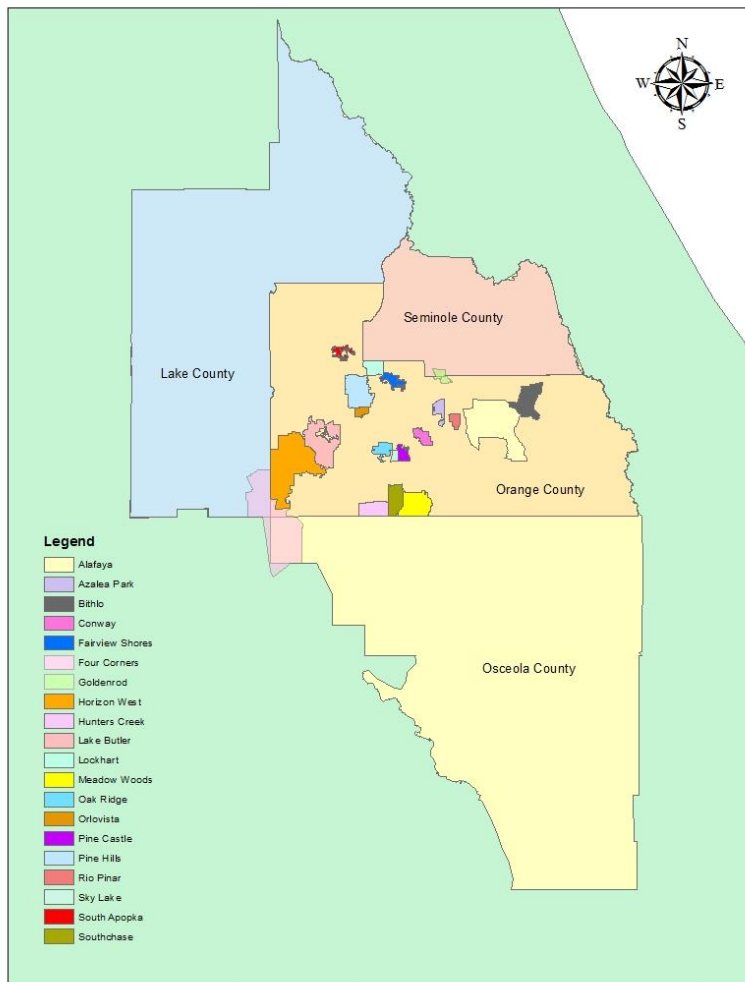 N
W E
S
Seminole County
Lake County
Orange County
Osceola County
Legend
Alafaya
Azalea Park
Bithlo
Conway
Fairview Shores
Four Corners
Goldenrod
Horizon West
Hunters Creek
Lake Butler
Lockhart
Meadow Woods
Oak Ridge
Orlovista
Pine Castle
Pine Hills
Rio Pinar
Sky Lake
South Apopka
Southchase